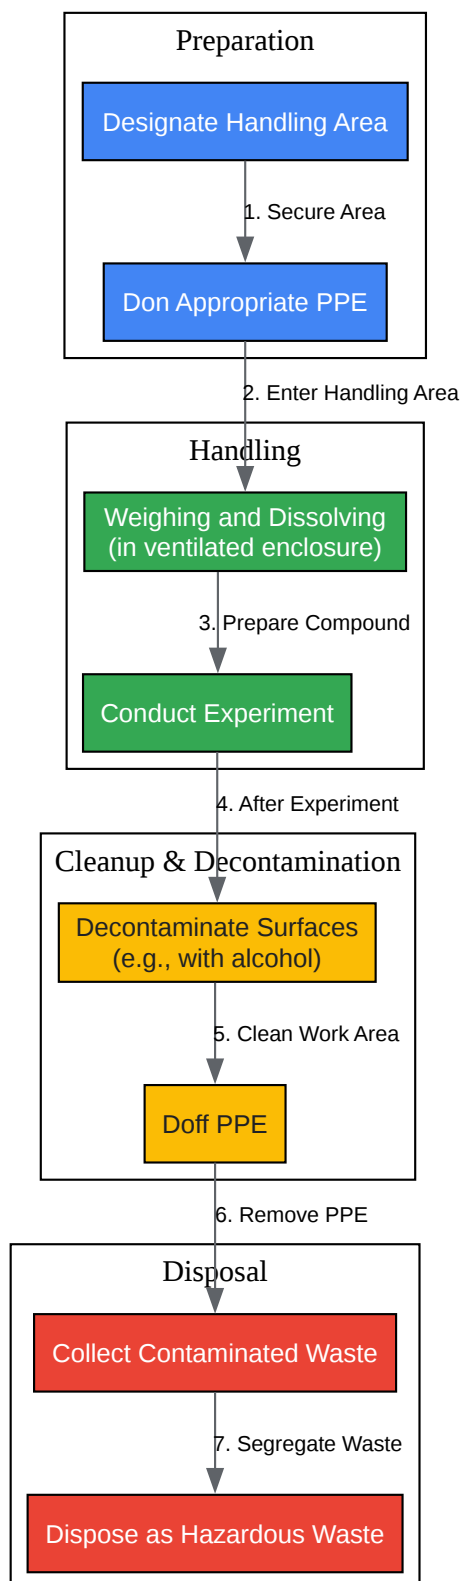 Preparation
Designate Handling Area
1. Secure Area
Don Appropriate PPE
2. Enter Handling Area
Handling
Weighing and Dissolving
(in ventilated enclosure)
3. Prepare Compound
Conduct Experiment
4. After Experiment
Cleanup & Decontamination
Decontaminate Surfaces
(e.g., with alcohol)
5. Clean Work Area
Doff PPE
6. Remove PPE
Disposal
Collect Contaminated Waste
7. Segregate Waste
Dispose as Hazardous Waste